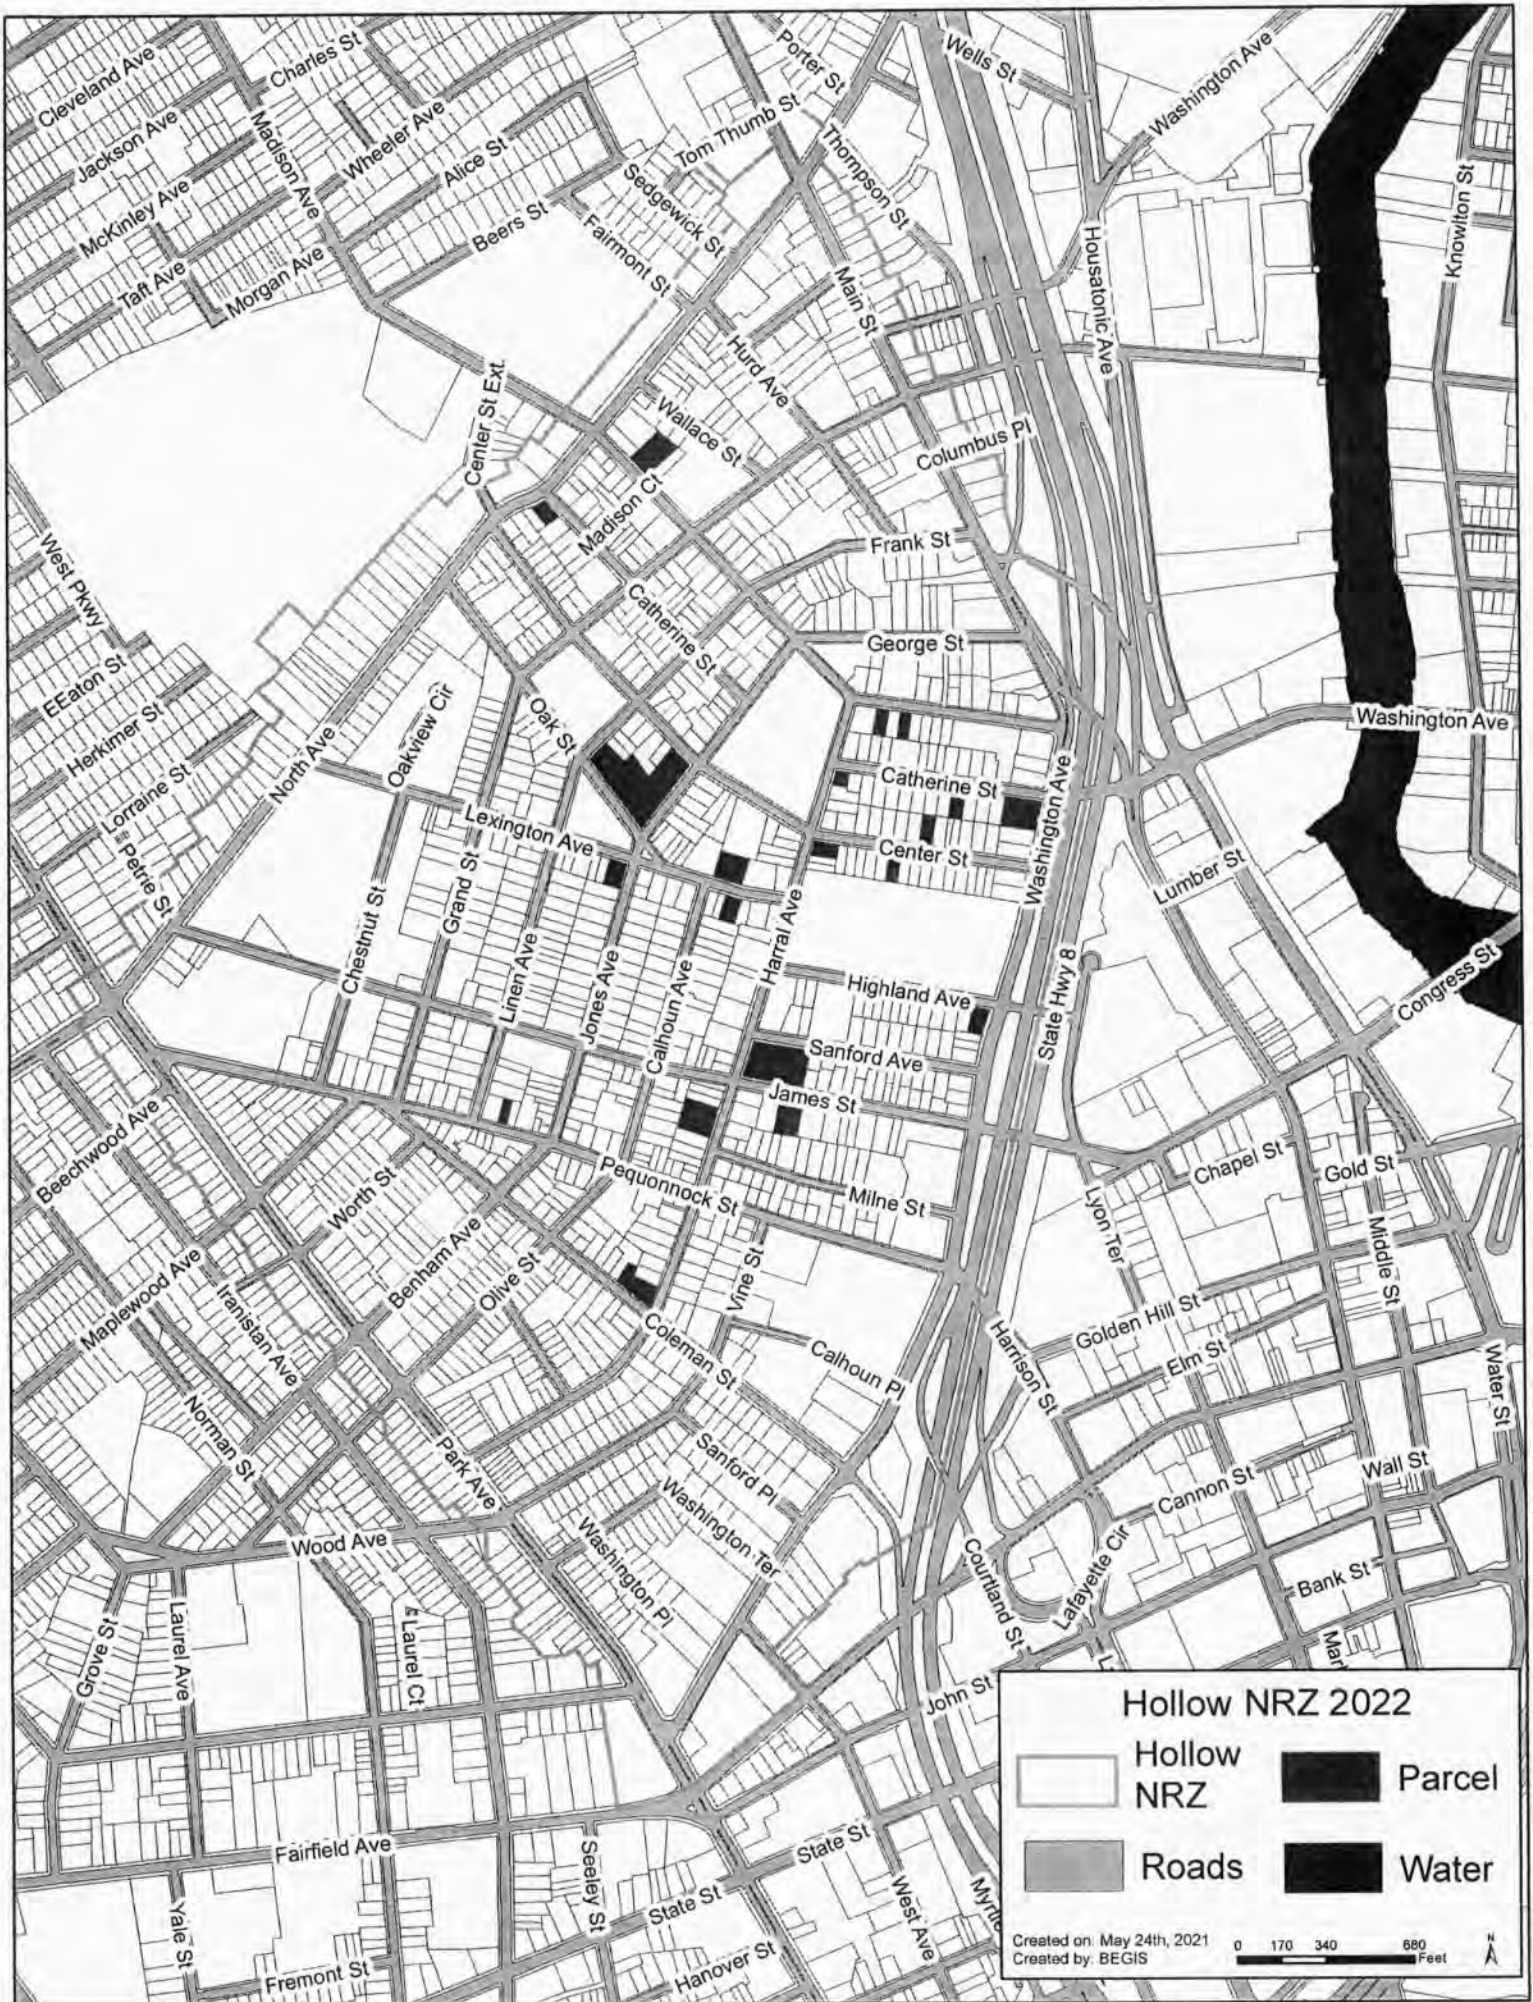 Cleveland Ave
Charles St
Porter St
Wells St
Washington Ave
Jackson Ave
Madison Ave
Wheeler Ave
Tom Thumb St
Thompson St
McKinley Ave
Alice St
Sedgewick St
Knowlton St
Taft Ave
Morgan Ave
Beers St
Fairmont St
Main St
Housatonic Ave
Hurd Ave
Center St Ext.
Wallace St
Columbus Pl
Madison Ct
Frank St
West Pkwy
Catherine St
George St
EEaton St
Oakview Cir
Oak St
Herkimer St
North Ave
Washington Ave
Lorraine St
Catherine St
Washington Ave
Lexington Ave
Center St
Petrie St
Grand St
Lumber St
Chestnut St
Linen Ave
Jones Ave
Calhoun Ave
Harral Ave
Highland Ave
State Hwy 8
Congress St
Sanford Ave
James St
Beechwood Ave
Worth St
Pequonnock St
Milne St
Chapel St
Gold St
Lyon Ter
Middle St
Maplewood Ave
Iranistan Ave
Benham Ave
Olive St
Vine St
Golden Hill St
Coleman St
Calhoun Pl
Harrison St
Elm St
Water St
Norman St
Park Ave
Sanford Pl
Cannon St
Wall St
Washington Ter
Wood Ave
Washington Pl
Courtland St
Lafayette Cir
Bank St
Grove St
Laurel Ave
Laurel Ct
John St
Fairfield Ave
State St
Seeley St
State St
West Ave
Yale St
Fremont St
Hanover St
Hollow NRZ 2022
Hollow
NRZ
Parcel
Roads
Water
Created on: May 24th, 2021
Created by: BEGIS
0 170 340 680
Feet
N